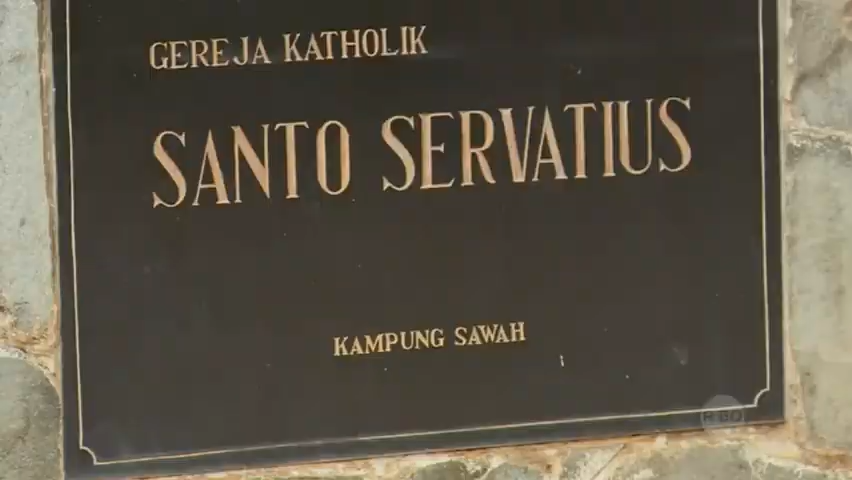 GEREJA KATHOLIK
SANTO SERVATIUS
KAMPUNG SAWAH